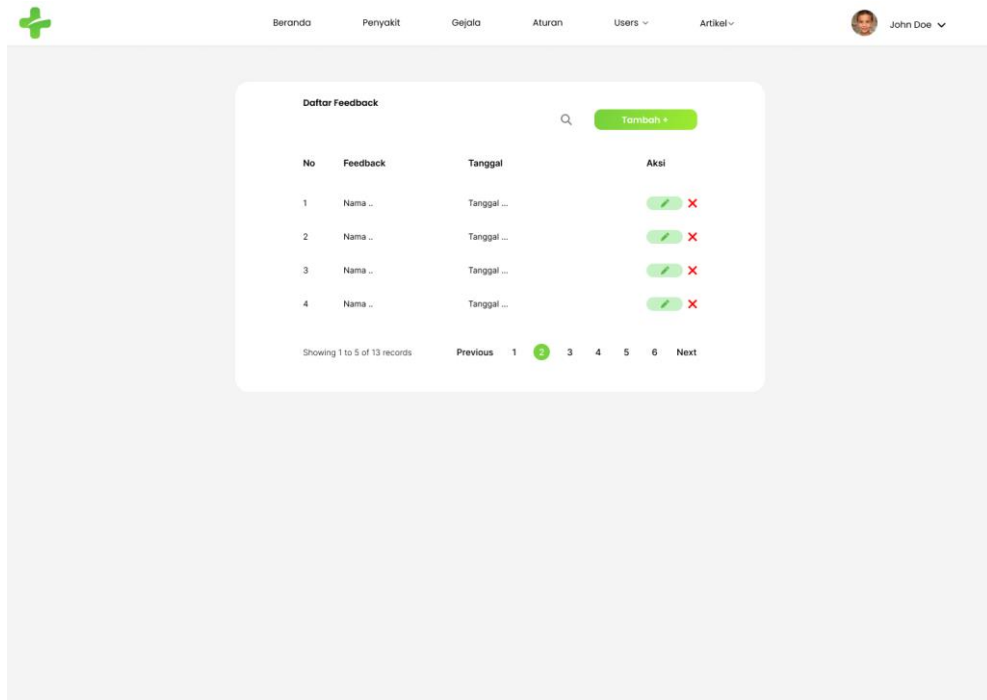 Beranda Penyakit Gejala Aturan Users Artikel John Doe
Daftar Feedback
Tambah +
No Feedback Tanggal Aksi
1 Nama .. Tanggal ...
2 Nama .. Tanggal ...
3 Nama .. Tanggal ...
4 Nama .. Tanggal ...
Showing 1 to 5 of 13 records Previous 1 2 3 4 5 6 Next